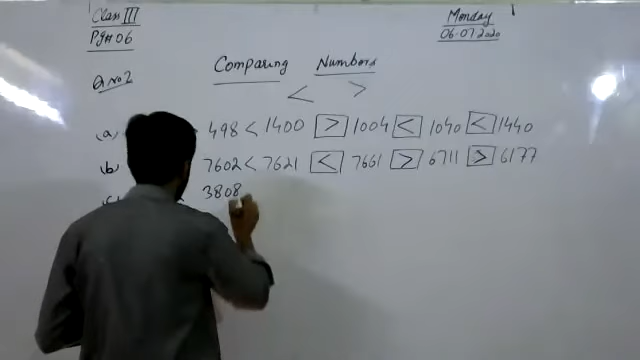 Class III
Monday
Pg# 06
06-07-2020
Q no 2
Comparing Numbers
< >
(a) 498 < 1400 > 1004 < 1040 < 1440
(b) 7602 < 7621 < 7661 > 6711 > 6177
(c) 3808